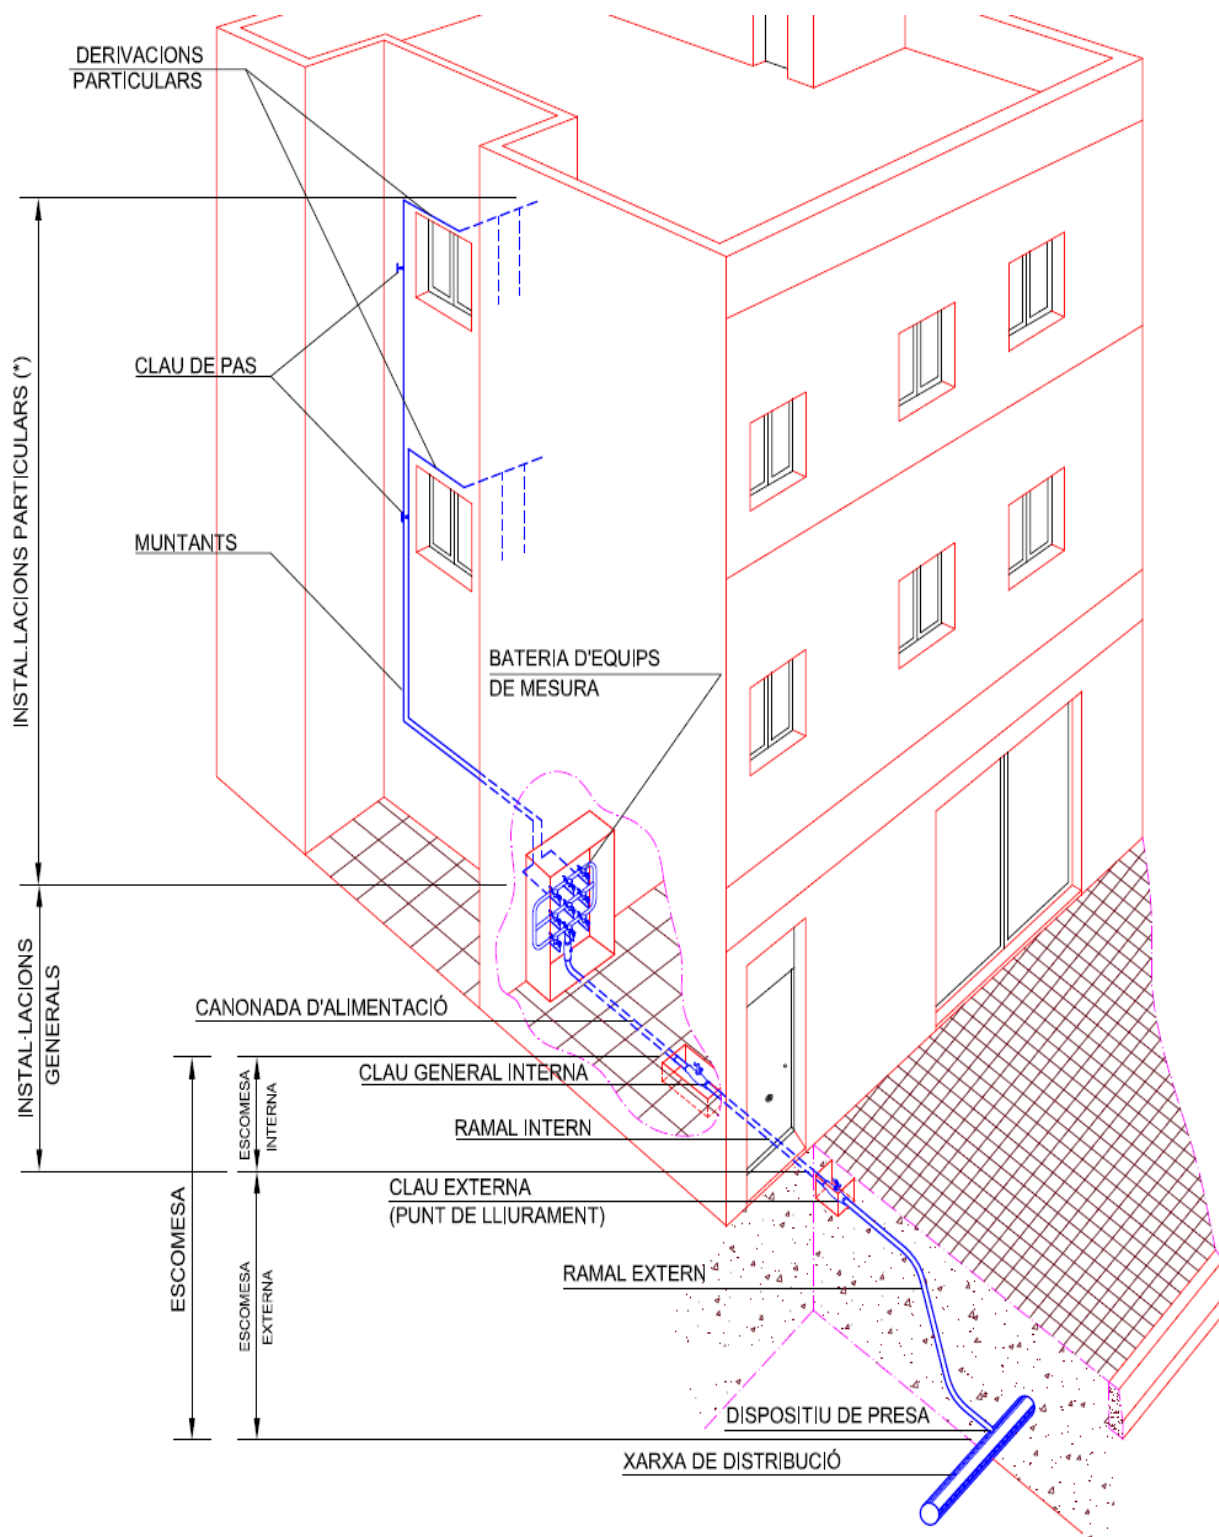 DERIVACIONS
PARTICULARS
CLAU DE PAS
INSTAL.LACIONS PARTICULARS (*)
MUNTANTS
BATERIA D'EQUIPS
DE MESURA
INSTAL-LACIONS
GENERALS
CANONADA D'ALIMENTACIÓ
CLAU GENERAL INTERNA
ESCOMESA
INTERNA
RAMAL INTERN
CLAU EXTERNA
(PUNT DE LLIURAMENT)
ESCOMESA
RAMAL EXTERN
ESCOMESA
EXTERNA
DISPOSITIU DE PRESA
XARXA DE DISTRIBUCIÓ